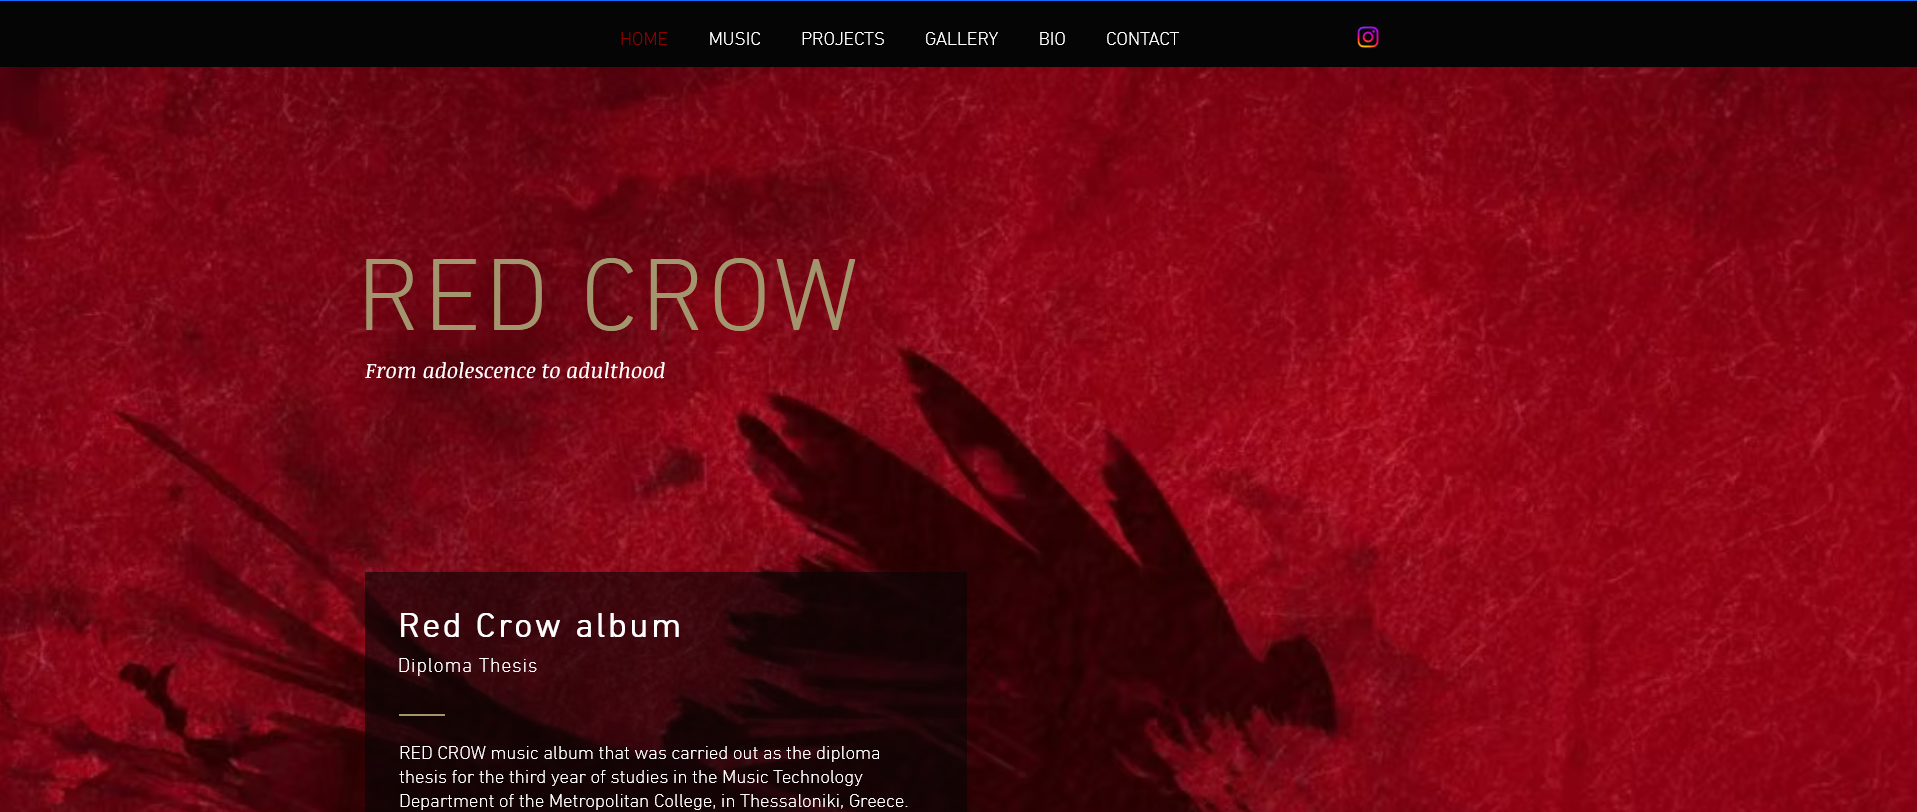 HOME MUSIC PROJECTS GALLERY BIO CONTACT
RED CROW
From adolescence to adulthood
Red Crow album
Diploma Thesis
RED CROW music album that was carried out as the diploma
thesis for the third year of studies in the Music Technology
Department of the Metropolitan College, in Thessaloniki, Greece.